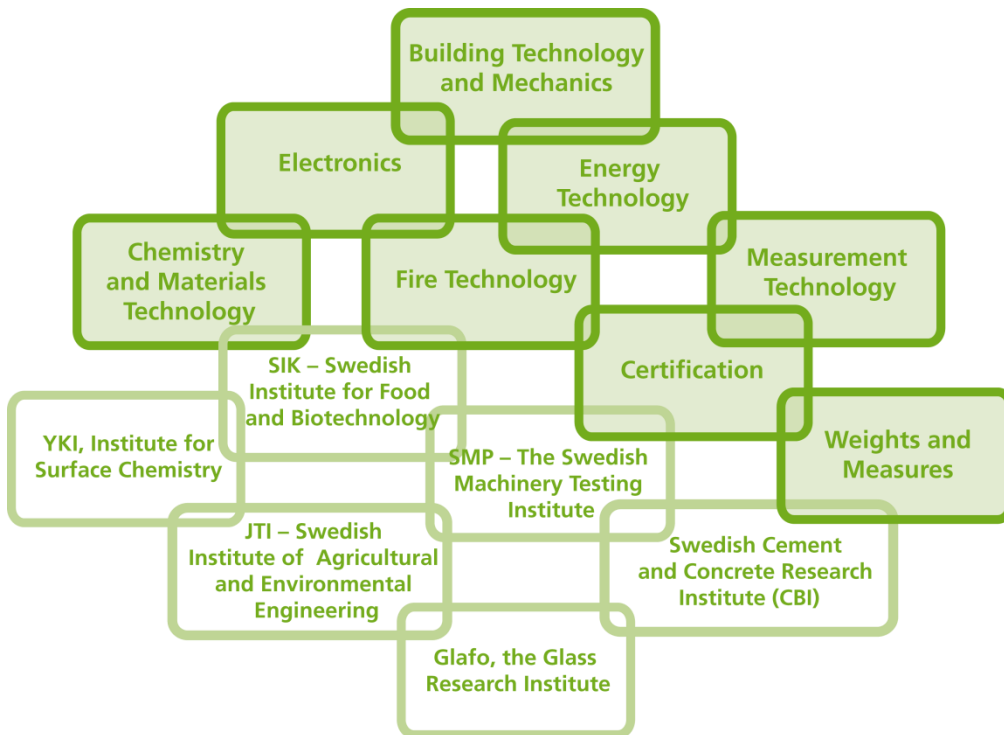 Building Technology
and Mechanics
Electronics
Energy
Technology
Chemistry
and Materials
Technology
Fire Technology
Measurement
Technology
SIK – Swedish
Institute for Food
and Biotechnology
Certification
YKI, Institute for
Surface Chemistry
SMP – The Swedish
Machinery Testing
Institute
Weights and
Measures
JTI – Swedish
Institute of Agricultural
and Environmental
Engineering
Swedish Cement
and Concrete Research
Institute (CBI)
Glafo, the Glass
Research Institute